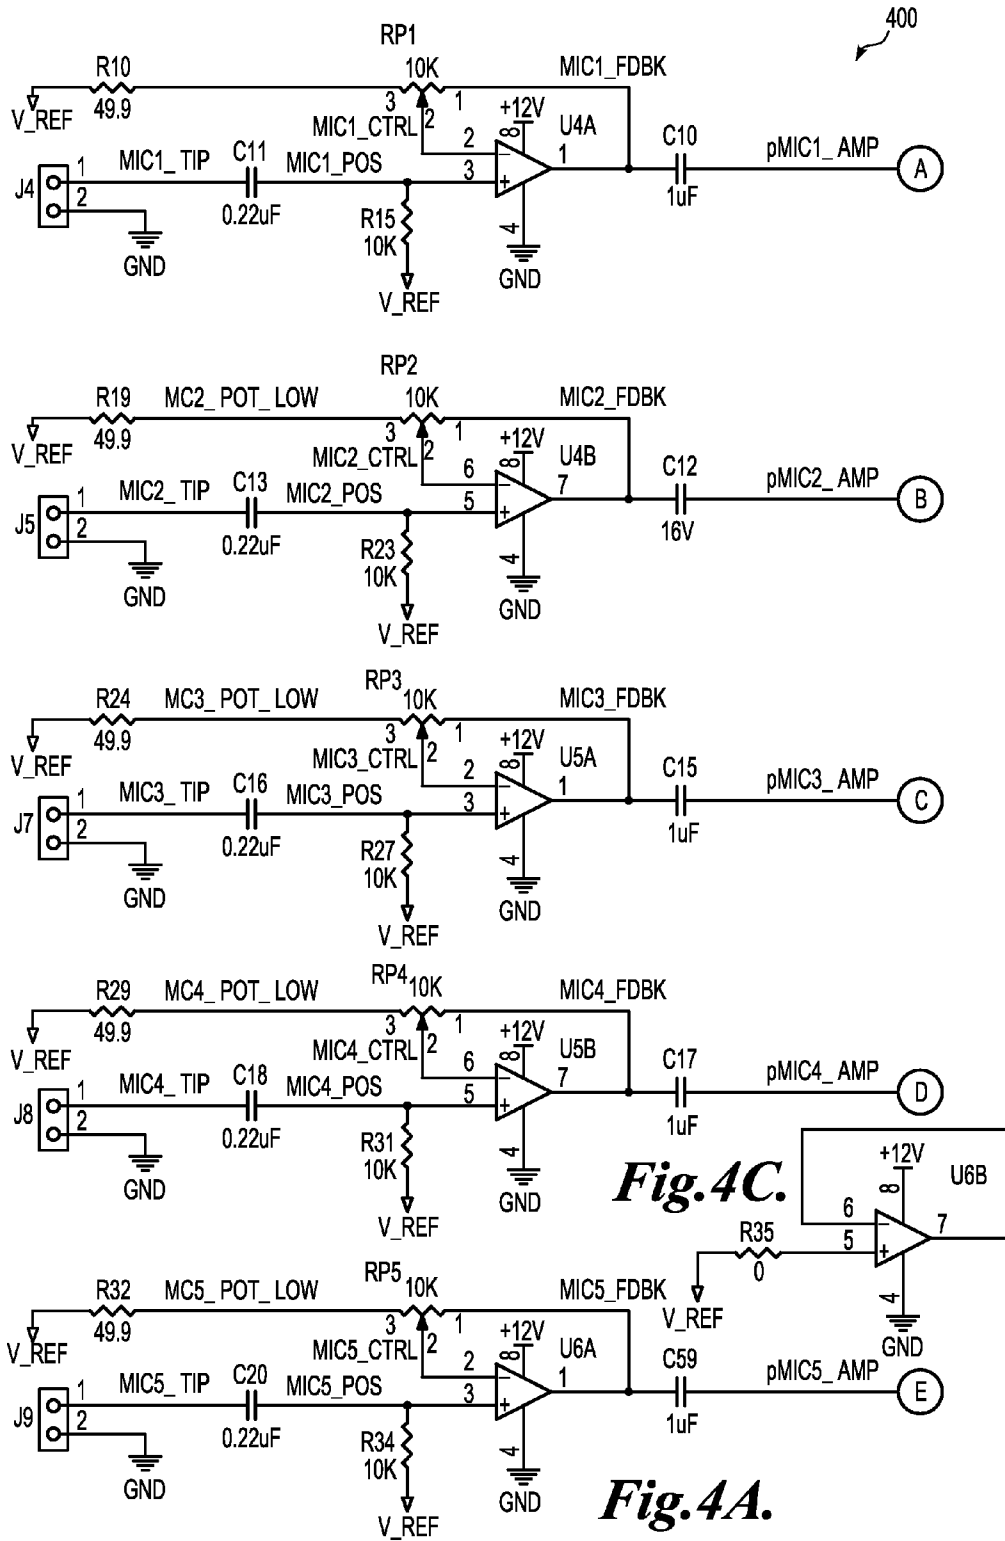 400
RP1
R10
10K
MIC1_FDBK
49.9
3
1
V_REF
MIC1_CTRL
2
+12V
8
U4A
J4
1
MIC1_TIP
C11
MIC1_POS
2
3
1
C10
pMIC1_AMP
A
2
0.22uF
1uF
R15
10K
4
GND
GND
V_REF
RP2
R19
MC2_POT_LOW
10K
MIC2_FDBK
49.9
3
1
V_REF
MIC2_CTRL
2
+12V
8
U4B
J5
1
MIC2_TIP
C13
MIC2_POS
6
5
7
C12
pMIC2_AMP
B
2
0.22uF
16V
R23
10K
4
GND
GND
V_REF
RP3
R24
MC3_POT_LOW
10K
MIC3_FDBK
49.9
3
1
V_REF
MIC3_CTRL
2
+12V
8
U5A
J7
1
MIC3_TIP
C16
MIC3_POS
2
3
1
C15
pMIC3_AMP
C
2
0.22uF
1uF
R27
10K
4
GND
GND
V_REF
RP4
R29
MC4_POT_LOW
10K
MIC4_FDBK
49.9
3
1
V_REF
MIC4_CTRL
2
+12V
8
U5B
J8
1
MIC4_TIP
C18
MIC4_POS
6
5
7
C17
pMIC4_AMP
D
2
0.22uF
1uF
R31
10K
4
GND
GND
V_REF
Fig.4C.
+12V
8
U6B
6
5
7
R35
0
4
V_REF
GND
RP5
R32
MC5_POT_LOW
10K
MIC5_FDBK
49.9
3
1
V_REF
MIC5_CTRL
2
+12V
8
U6A
J9
1
MIC5_TIP
C20
MIC5_POS
2
3
1
C59
pMIC5_AMP
E
2
0.22uF
1uF
R34
10K
4
GND
GND
V_REF
Fig.4A.